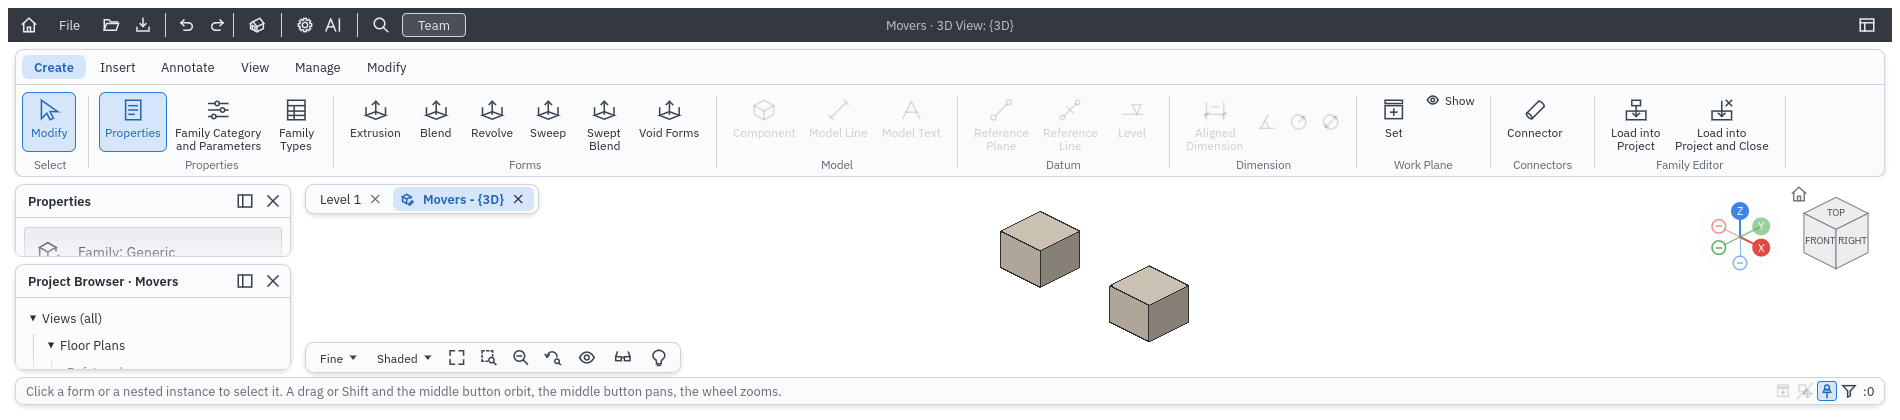 File
Team
Movers · 3D View: {3D}
Create
Insert
Annotate
View
Manage
Modify
Modify
Properties
Family Category
and Parameters
Family
Types
Extrusion
Blend
Revolve
Sweep
Swept
Blend
Void Forms
Component
Model Line
Model Text
Reference
Plane
Reference
Line
Level
Aligned
Dimension
Set
Show
Connector
Load into
Project
Load into
Project and Close
Select
Properties
Forms
Model
Datum
Dimension
Work Plane
Connectors
Family Editor
Properties
Family: Generic
Project Browser · Movers
Views (all)
Floor Plans
Level 1
Movers - {3D}
Z
Y
X
TOP
FRONT
RIGHT
Fine
Shaded
Click a form or a nested instance to select it. A drag or Shift and the middle button orbit, the middle button pans, the wheel zooms.
:0